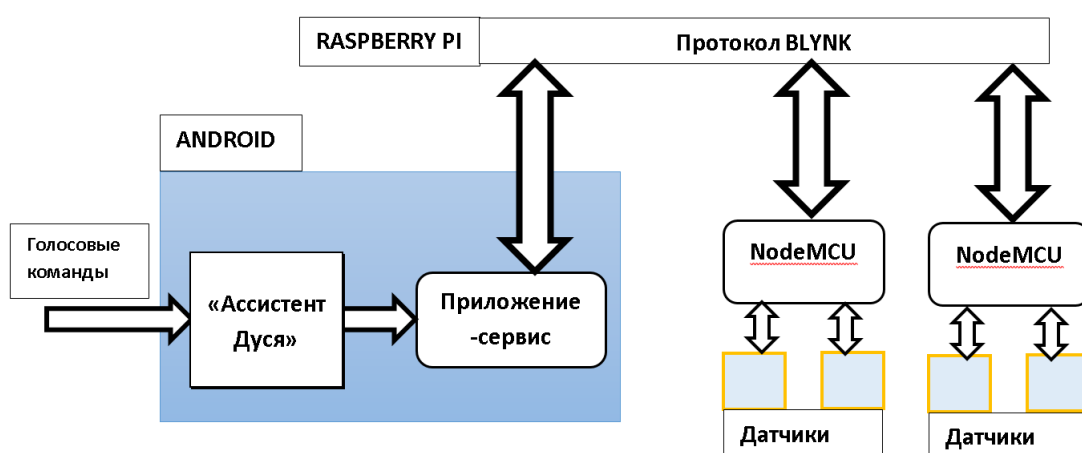 RASPBERRY PI
Протокол BLYNK
ANDROID
Голосовые
команды
«Ассистент
Дуся»
Приложение
-сервис
NodeMCU
NodeMCU
Датчики
Датчики